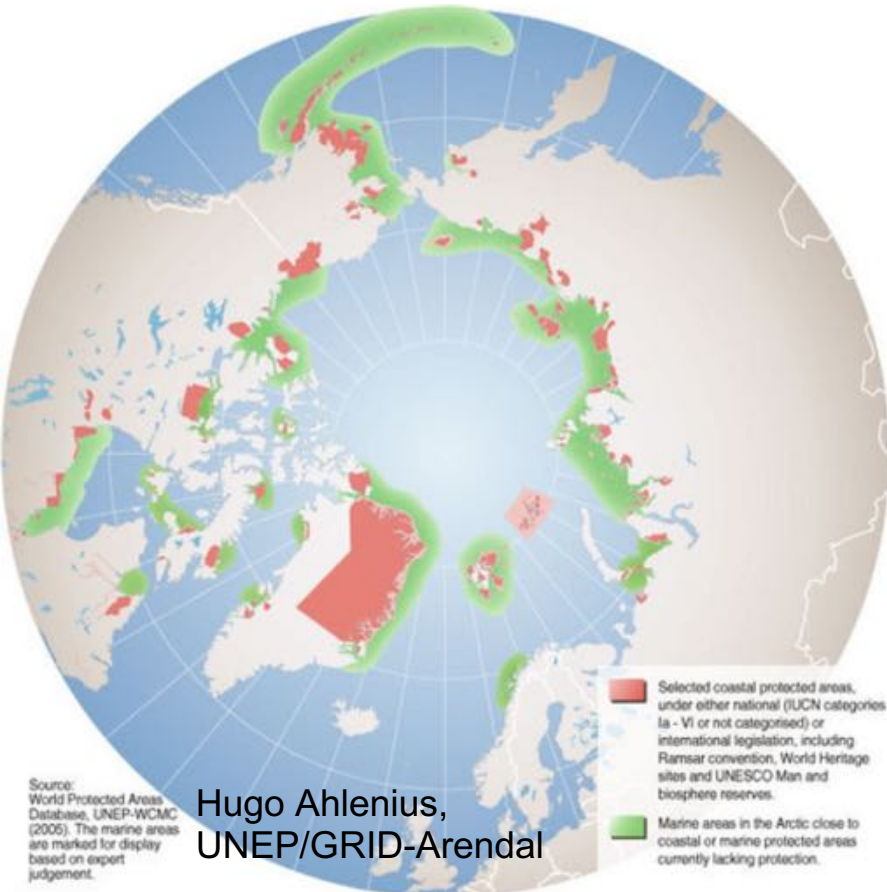 Selected coastal protected areas,
under either national (IUCN categories
Ia - VI or not categorised) or
international legislation, including
Ramsar convention, World Heritage
sites and UNESCO Man and
biosphere reserves.
Marine areas in the Arctic close to
coastal or marine protected areas
currently lacking protection.
Source:
World Protected Areas
Database, UNEP-WCMC
(2005). The marine areas
are marked for display
based on expert
judgement.
Hugo Ahlenius,
UNEP/GRID-Arendal